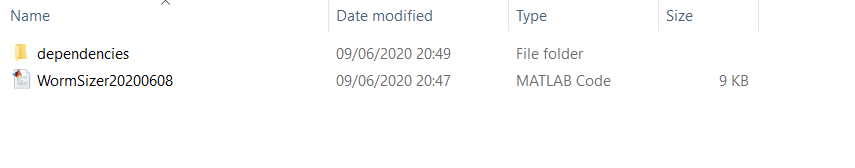 Name Date modified Type Size
dependencies 09/06/2020 20:49 File folder
WormSizer20200608 09/06/2020 20:47 MATLAB Code 9 KB